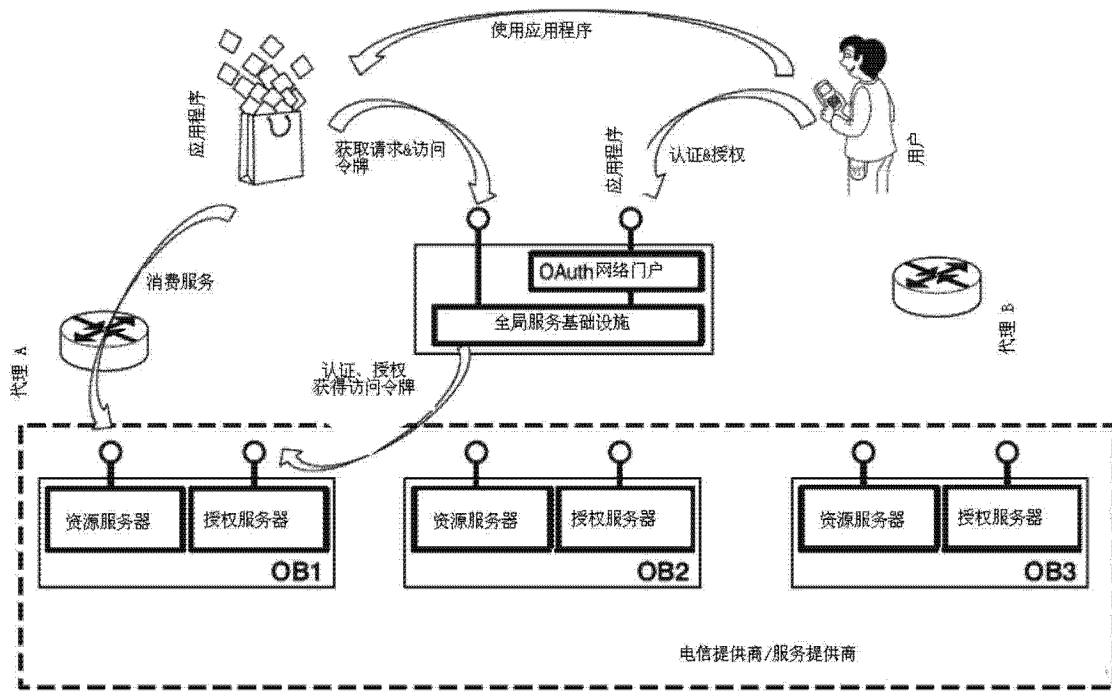 使用应用程序
应用程序
获取请求&访问
令牌
应用程序
认证&授权
用户
OAuth网络门户
消费服务
全局服务基础设施
代理 A
代理 B
认证、授权
获得访问令牌
资源服务器
授权服务器
OB1
资源服务器
授权服务器
OB2
资源服务器
授权服务器
OB3
电信提供商/服务提供商